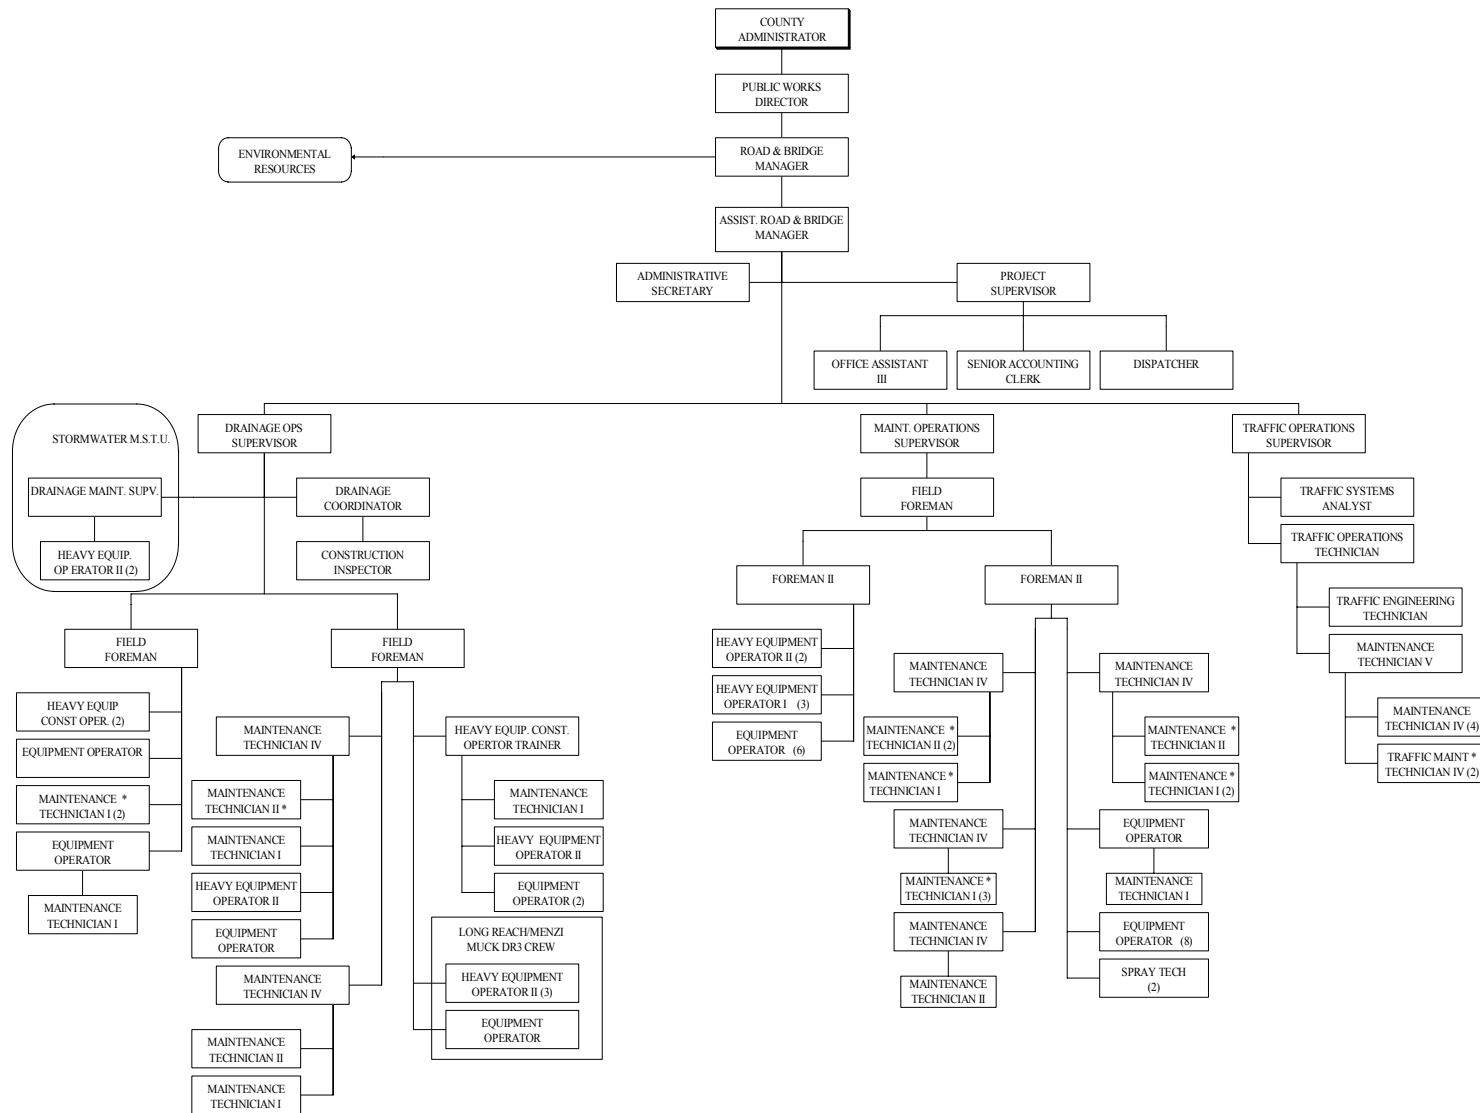 COUNTY
ADMINISTRATOR
PUBLIC WORKS
DIRECTOR
ENVIRONMENTAL
RESOURCES
ROAD & BRIDGE
MANAGER
ASSIST. ROAD & BRIDGE
MANAGER
ADMINISTRATIVE
SECRETARY
PROJECT
SUPERVISOR
OFFICE ASSISTANT
III
SENIOR ACCOUNTING
CLERK
DISPATCHER
STORMWATER M.S.T.U.
DRAINAGE MAINT. SUPV.
HEAVY EQUIP.
OP ERATOR II (2)
DRAINAGE OPS
SUPERVISOR
DRAINAGE
COORDINATOR
CONSTRUCTION
INSPECTOR
FIELD
FOREMAN
HEAVY EQUIP
CONST OPER. (2)
EQUIPMENT OPERATOR
MAINTENANCE *
TECHNICIAN I (2)
EQUIPMENT
OPERATOR
MAINTENANCE
TECHNICIAN I
FIELD
FOREMAN
MAINTENANCE
TECHNICIAN IV
MAINTENANCE
TECHNICIAN II *
MAINTENANCE
TECHNICIAN I
HEAVY EQUIPMENT
OPERATOR II
EQUIPMENT
OPERATOR
MAINTENANCE
TECHNICIAN IV
MAINTENANCE
TECHNICIAN II
MAINTENANCE
TECHNICIAN I
HEAVY EQUIP. CONST.
OPERTOR TRAINER
MAINTENANCE
TECHNICIAN I
HEAVY EQUIPMENT
OPERATOR II
EQUIPMENT
OPERATOR (2)
LONG REACH/MENZI
MUCK DR3 CREW
HEAVY EQUIPMENT
OPERATOR II (3)
EQUIPMENT
OPERATOR
MAINT. OPERATIONS
SUPERVISOR
FIELD
FOREMAN
FOREMAN II
HEAVY EQUIPMENT
OPERATOR II (2)
HEAVY EQUIPMENT
OPERATOR I (3)
EQUIPMENT
OPERATOR (6)
FOREMAN II
MAINTENANCE
TECHNICIAN IV
MAINTENANCE *
TECHNICIAN II (2)
MAINTENANCE *
TECHNICIAN I
MAINTENANCE
TECHNICIAN IV
MAINTENANCE *
TECHNICIAN I (3)
MAINTENANCE
TECHNICIAN IV
MAINTENANCE
TECHNICIAN II
MAINTENANCE
TECHNICIAN IV
MAINTENANCE *
TECHNICIAN II
MAINTENANCE *
TECHNICIAN I (2)
EQUIPMENT
OPERATOR
MAINTENANCE
TECHNICIAN I
EQUIPMENT
OPERATOR (8)
SPRAY TECH
(2)
TRAFFIC OPERATIONS
SUPERVISOR
TRAFFIC SYSTEMS
ANALYST
TRAFFIC OPERATIONS
TECHNICIAN
TRAFFIC ENGINEERING
TECHNICIAN
MAINTENANCE
TECHNICIAN V
MAINTENANCE
TECHNICIAN IV (4)
TRAFFIC MAINT *
TECHNICIAN IV (2)